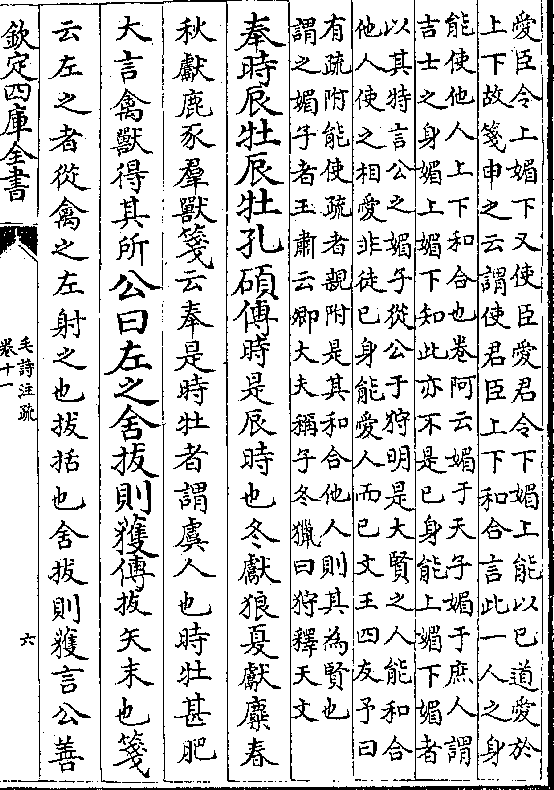 愛臣令上媚下又使臣愛君令下媚上能以已道愛於
上下故箋申之云謂使君臣上下和合言此一人之身
能使他人上下和合也卷阿云媚于天子媚于庶人謂
吉士之身媚上媚下知此亦不是已身能上媚下媚者
以其特言公之媚子從公于狩明是大賢之人能和合
他人使之相愛非徒已身能愛人而已文王四友予曰
有疏附能使疏者親附是其和合他人則其為賢也
謂之媚子者王肅云卿大夫稱子冬獵曰狩釋天文
奉時辰牡辰牡孔碩傳時是辰時也冬獻狼夏獻麋春
秋獻鹿豕羣獸箋云奉是時牡者謂虞人也時牡甚肥
大言禽獸得其所公曰左之舍拔則獲傳拔矢末也箋
云左之者從禽之左射之也拔括也舍拔則獲言公善
欽定四庫全書
毛詩注疏
卷十一
六